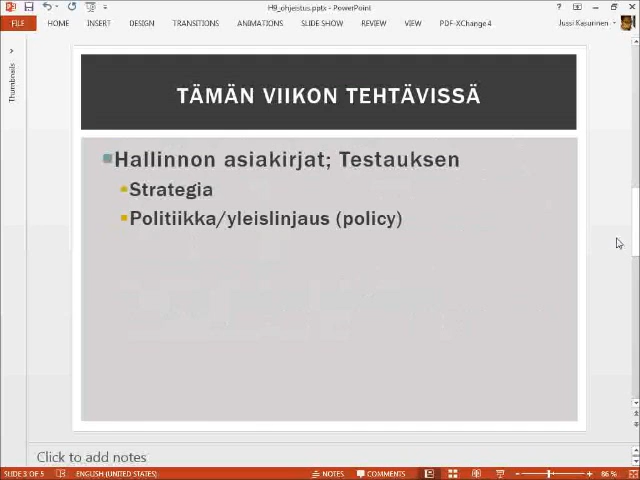 H9_ohjeistus.pptx - PowerPoint
FILE HOME INSERT DESIGN TRANSITIONS ANIMATIONS SLIDE SHOW REVIEW VIEW PDF-XChange 4 Jussi Kasurinen
Thumbnails
TÄMÄN VIIKON TEHTÄVISSÄ
Hallinnon asiakirjat; Testauksen
Strategia
Politiikka/yleislinjaus (policy)
Click to add notes
SLIDE 3 OF 5 ENGLISH (UNITED STATES) NOTES COMMENTS 86 %